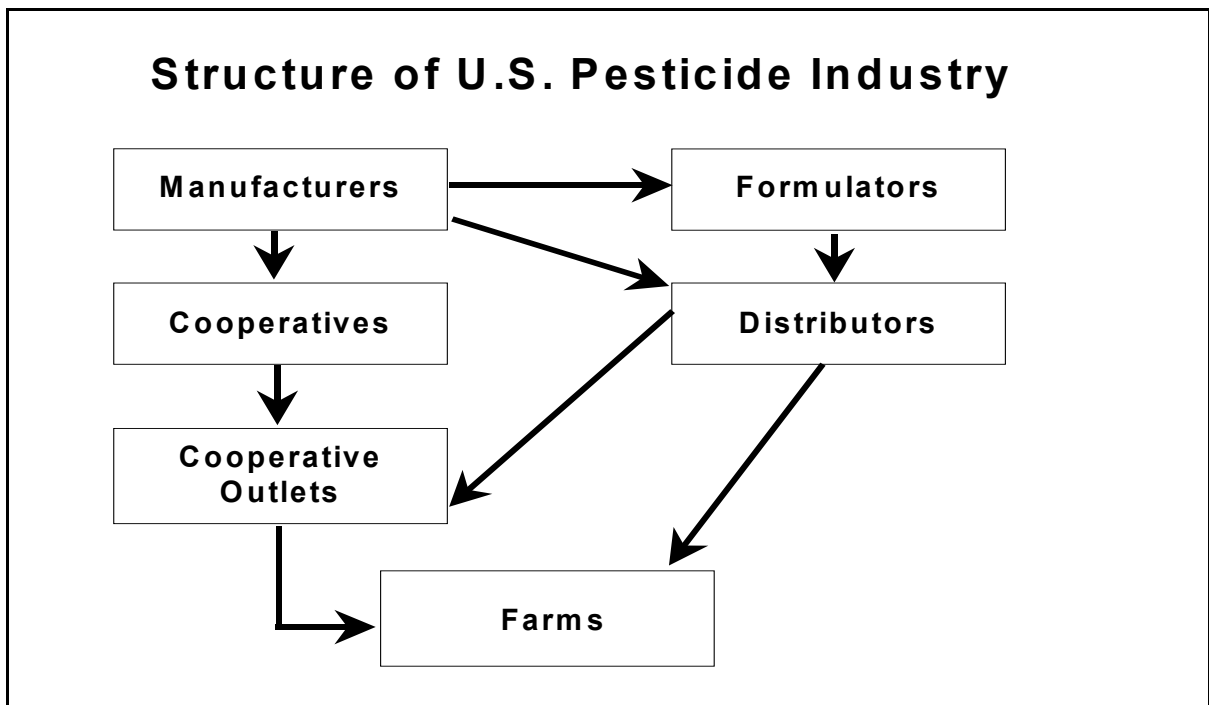 Structure of U.S. Pesticide Industry
Manufacturers
Formulators
Cooperatives
Distributors
Cooperative
Outlets
Farms